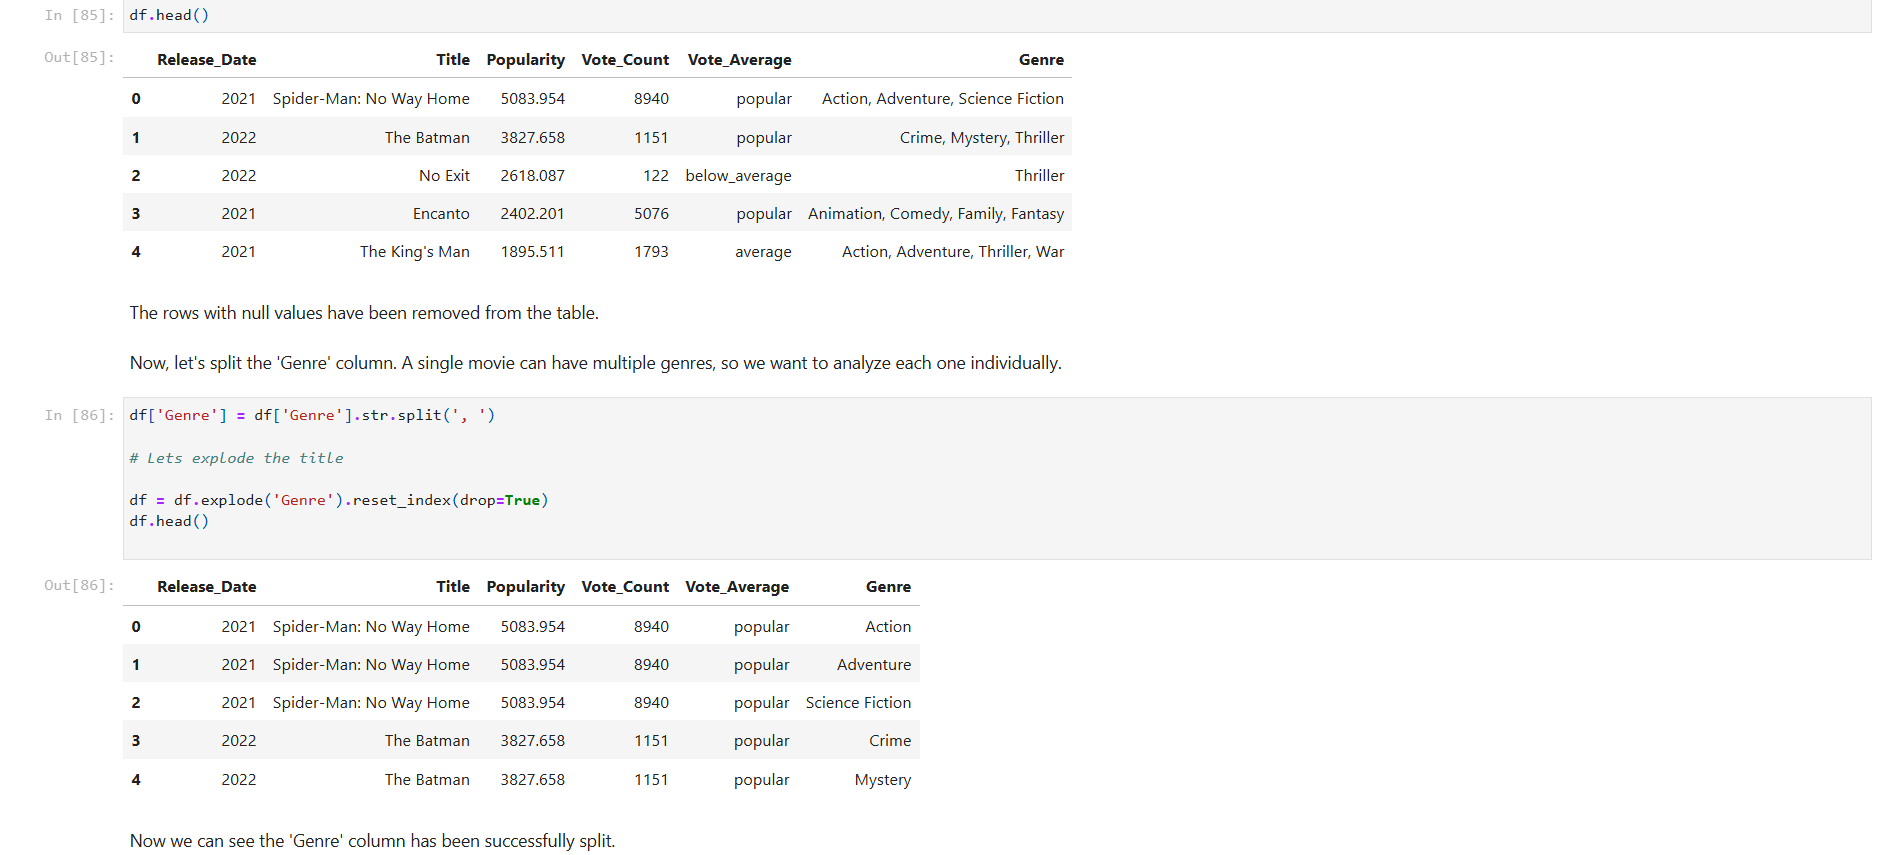 In [85]: df.head()
Out[85]:
Release_Date Title Popularity Vote_Count Vote_Average Genre
0 2021 Spider-Man: No Way Home 5083.954 8940 popular Action, Adventure, Science Fiction
1 2022 The Batman 3827.658 1151 popular Crime, Mystery, Thriller
2 2022 No Exit 2618.087 122 below_average Thriller
3 2021 Encanto 2402.201 5076 popular Animation, Comedy, Family, Fantasy
4 2021 The King's Man 1895.511 1793 average Action, Adventure, Thriller, War
The rows with null values have been removed from the table.
Now, let's split the 'Genre' column. A single movie can have multiple genres, so we want to analyze each one individually.
In [86]: df['Genre'] = df['Genre'].str.split(', ')
# Lets explode the title
df = df.explode('Genre').reset_index(drop=True)
df.head()
Out[86]:
Release_Date Title Popularity Vote_Count Vote_Average Genre
0 2021 Spider-Man: No Way Home 5083.954 8940 popular Action
1 2021 Spider-Man: No Way Home 5083.954 8940 popular Adventure
2 2021 Spider-Man: No Way Home 5083.954 8940 popular Science Fiction
3 2022 The Batman 3827.658 1151 popular Crime
4 2022 The Batman 3827.658 1151 popular Mystery
Now we can see the 'Genre' column has been successfully split.